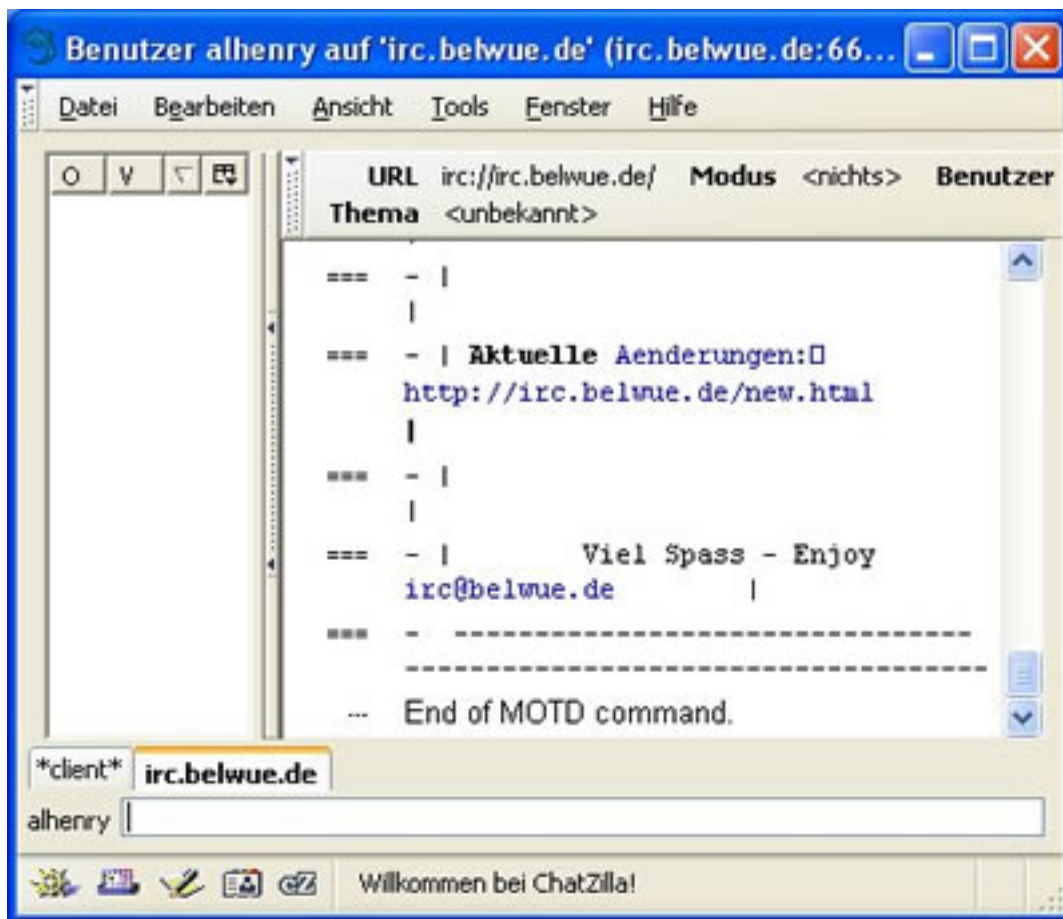 Benutzer alhenry auf 'irc.belwue.de' (irc.belwue.de:66...
Datei Bearbeiten Ansicht Tools Fenster Hilfe
O V
URL irc://irc.belwue.de/ Modus <nichts> Benutzer
Thema <unbekannt>
=== - |
|
=== - | Aktuelle Aenderungen:
http://irc.belwue.de/new.html
|
=== - |
|
=== - | Viel Spass - Enjoy
irc@belwue.de |
=== - --------------------------------
------------------------------------
--- End of MOTD command.
*client* irc.belwue.de
alhenry
cZ Willkommen bei ChatZilla!